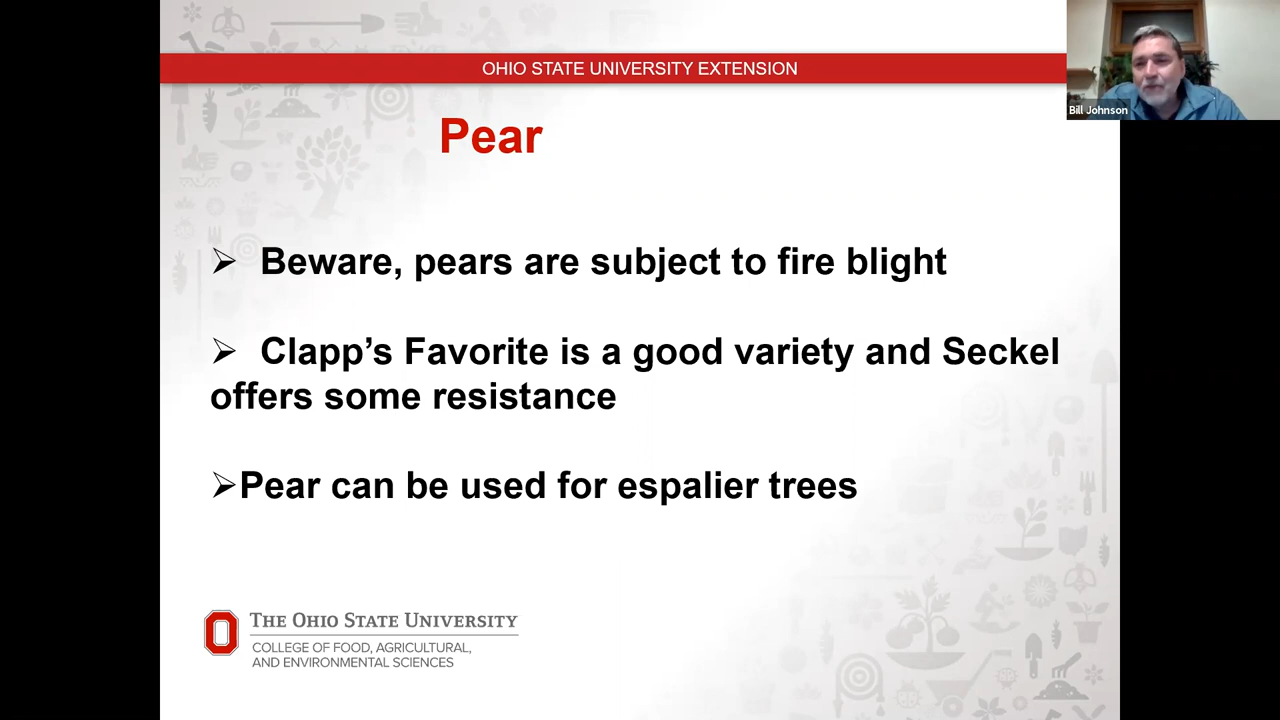 OHIO STATE UNIVERSITY EXTENSION
Bill Johnson
Pear
➢ Beware, pears are subject to fire blight
➢ Clapp’s Favorite is a good variety and Seckel
offers some resistance
➢Pear can be used for espalier trees
THE OHIO STATE UNIVERSITY
COLLEGE OF FOOD, AGRICULTURAL,
AND ENVIRONMENTAL SCIENCES